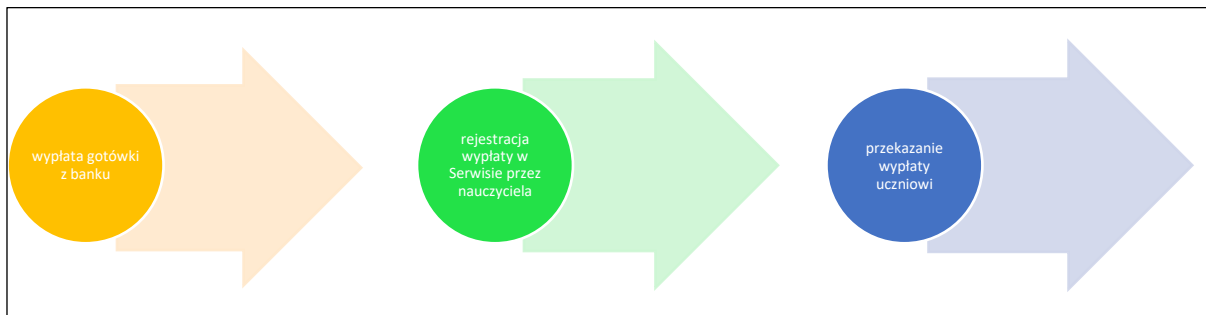 wypłata gotówki
z banku
rejestracja
wypłaty w
Serwisie przez
nauczyciela
przekazanie
wypłaty
uczniowi